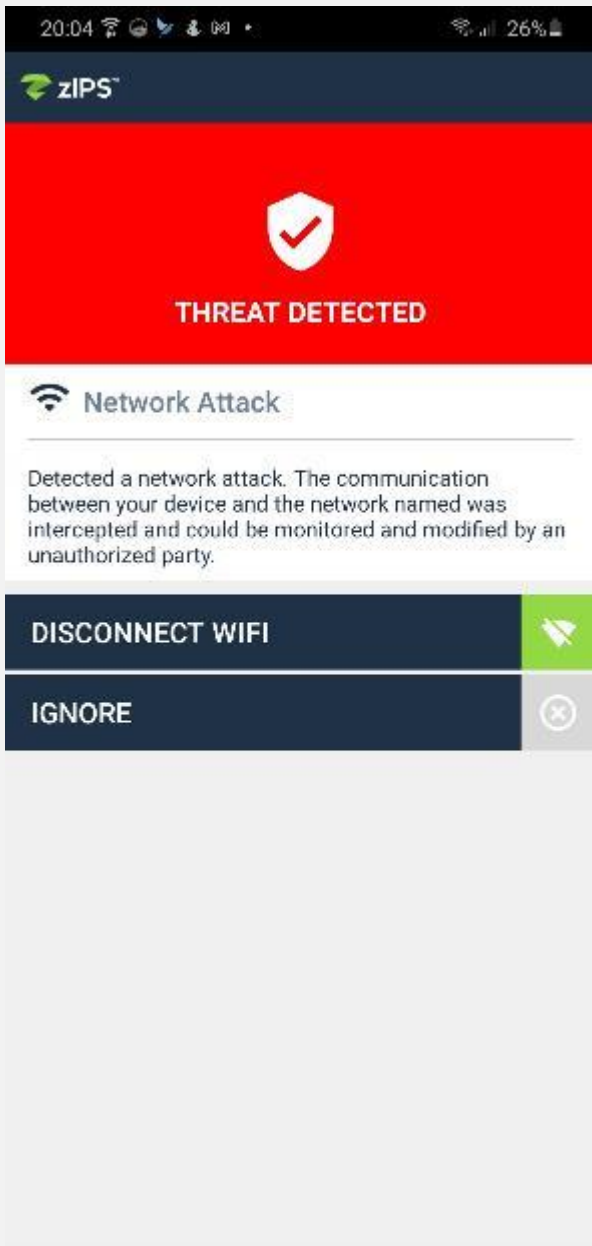 20:04 26%
zIPS™
THREAT DETECTED
Network Attack
Detected a network attack. The communication
between your device and the network named was
intercepted and could be monitored and modified by an
unauthorized party.
DISCONNECT WIFI
IGNORE